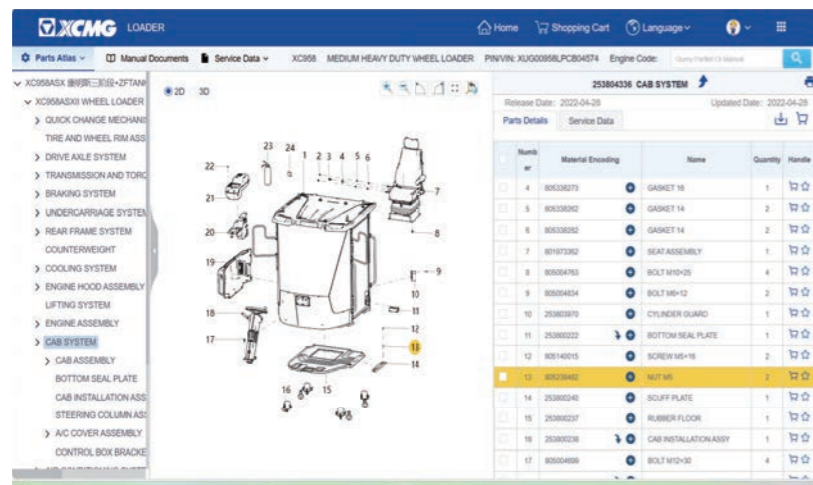 XCMG LOADER Home Shopping Cart Language
Parts Atlas Manual Documents Service Data XC958 MEDIUM HEAVY DUTY WHEEL LOADER PIN/VIN: XUG00958LPCB04574 Engine Code:
XC958ASXII WHEEL LOADER
QUICK CHANGE MECHANI
TIRE AND WHEEL RIM ASS
DRIVE AXLE SYSTEM
TRANSMISSION AND TORC
BRAKING SYSTEM
UNDERCARRIAGE SYSTEM
REAR FRAME SYSTEM
COUNTERWEIGHT
COOLING SYSTEM
ENGINE HOOD ASSEMBLY
LIFTING SYSTEM
ENGINE ASSEMBLY
CAB SYSTEM
CAB ASSEMBLY
BOTTOM SEAL PLATE
CAB INSTALLATION ASS
STEERING COLUMN AS
A/C COVER ASSEMBLY
CONTROL BOX BRACKE
2D 3D
23 24 1 2 3 4 5 6
22
21
7
20
8
19
9
10
18
11
12
17
13
14
16 15
253804336 CAB SYSTEM
Release Date: 2022-04-28 Updated Date: 2022-04-28
Parts Details Service Data
Number Material Encoding Name Quantity Handle
4 805338273 GASKET 16 1
5 805338262 GASKET 14 2
6 805338262 GASKET 14 2
7 801973362 SEAT ASSEMBLY 1
8 805004763 BOLT M10×25 4
9 805004834 BOLT M6×12 2
10 253803970 CYLINDER GUARD 1
11 253800222 BOTTOM SEAL PLATE 1
12 805140015 SCREW M5×16 2
13 NUT M5 2
14 253800240 SCUFF PLATE 1
15 253800237 RUBBER FLOOR 1
16 253800238 CAB INSTALLATION ASSY 1
17 805004699 BOLT M12×30 4